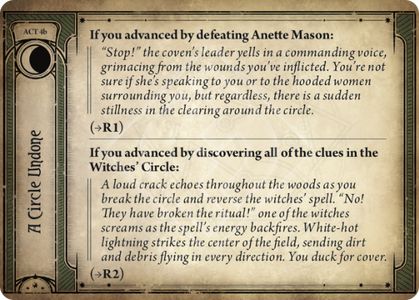 ACT 4b
A Circle Undone
If you advanced by defeating Anette Mason:
“Stop!” the coven’s leader yells in a commanding voice,
grimacing from the wounds you’ve inflicted. You’re not
sure if she’s speaking to you or to the hooded women
surrounding you, but regardless, there is a sudden
stillness in the clearing around the circle.
(→R1)
If you advanced by discovering all of the clues in the
Witches’ Circle:
A loud crack echoes throughout the woods as you
break the circle and reverse the witches’ spell. “No!
They have broken the ritual!” one of the witches
screams as the spell’s energy backfires. White-hot
lightning strikes the center of the field, sending dirt
and debris flying in every direction. You duck for cover.
(→R2)